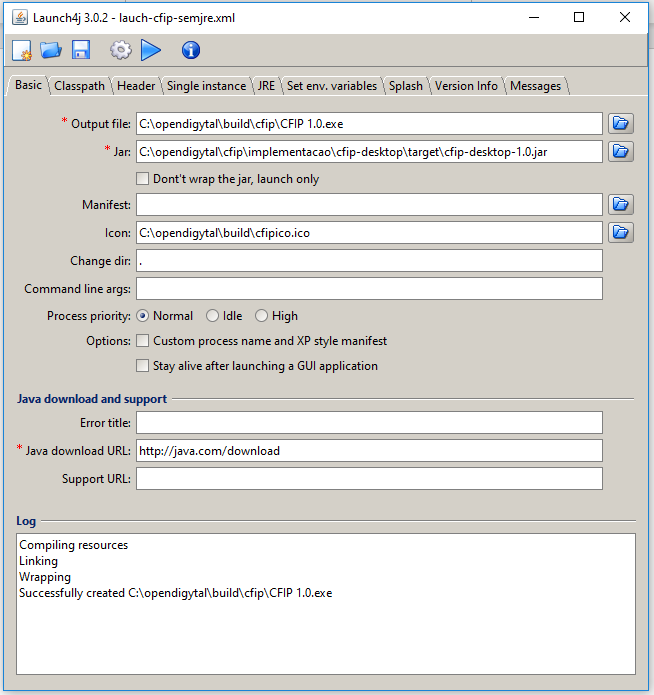 Launch4j 3.0.2 - lauch-cfip-semjre.xml
Basic Classpath Header Single instance JRE Set env. variables Splash Version Info Messages
* Output file: C:\opendigytal\build\cfip\CFIP 1.0.exe
* Jar: C:\opendigytal\cfip\implementacao\cfip-desktop\target\cfip-desktop-1.0.jar
Dont't wrap the jar, launch only
Manifest:
Icon: C:\opendigytal\build\cfipico.ico
Change dir: .
Command line args:
Process priority: Normal Idle High
Options: Custom process name and XP style manifest
Stay alive after launching a GUI application
Java download and support
Error title:
* Java download URL: http://java.com/download
Support URL:
Log
Compiling resources
Linking
Wrapping
Successfully created C:\opendigytal\build\cfip\CFIP 1.0.exe